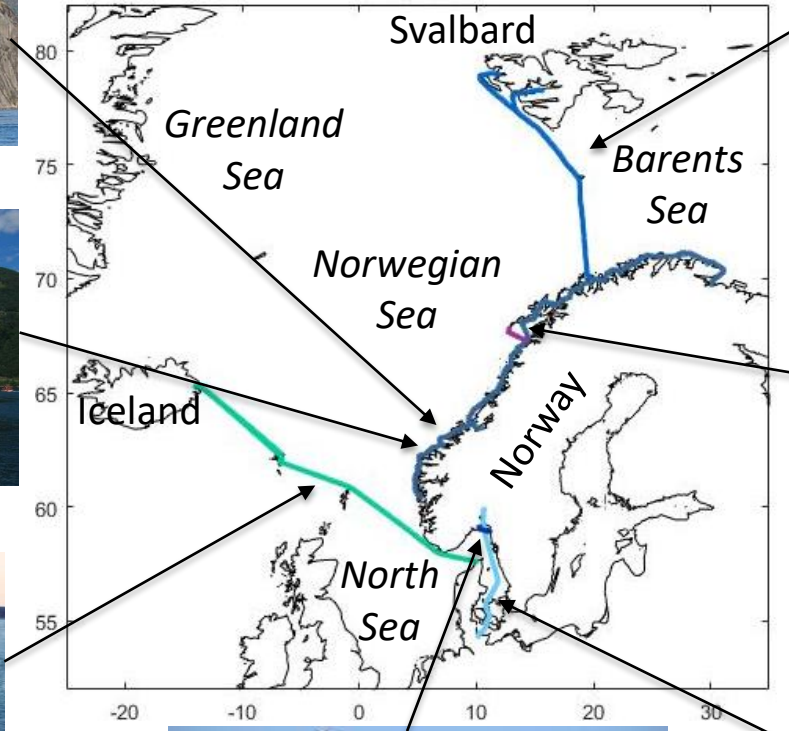 Svalbard
80
Greenland
Sea
75
Barents
Sea
Norwegian
Sea
70
65
Iceland
Norway
60
North
Sea
55
-20
-10
0
10
20
30